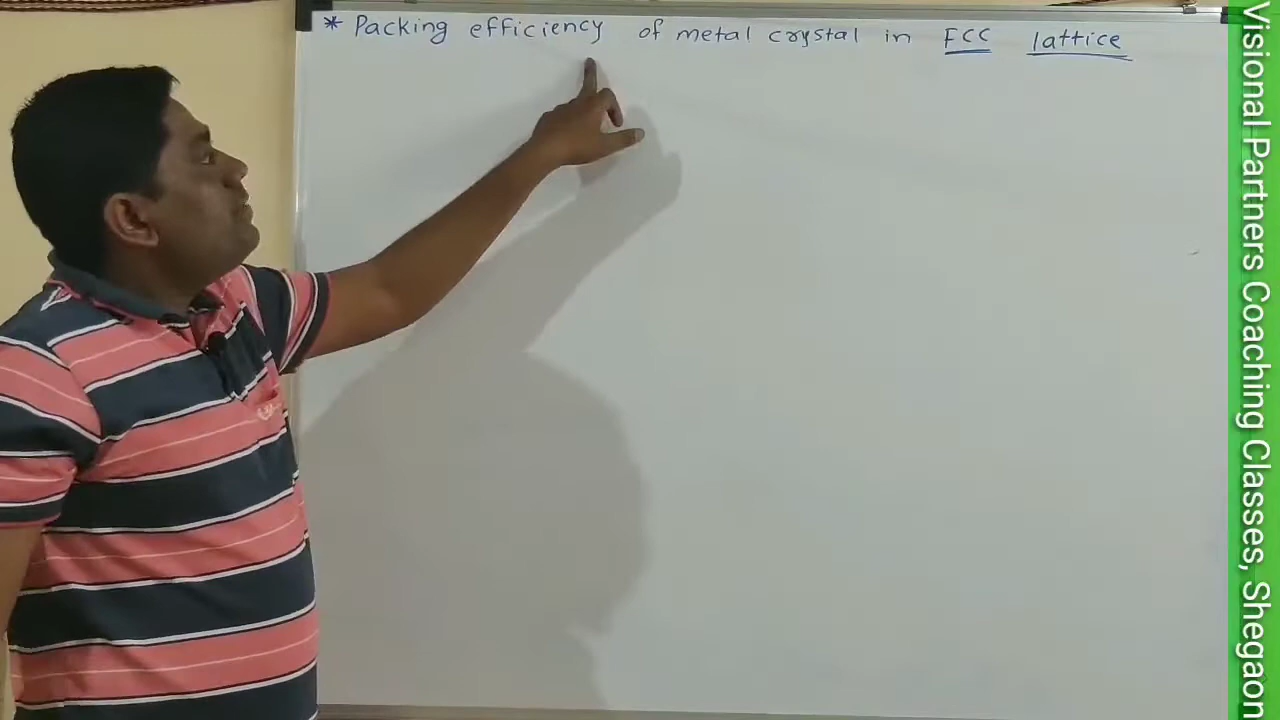 * Packing efficiency of metal crystal in FCC lattice
Visional Partners Coaching Classes, Shegaon